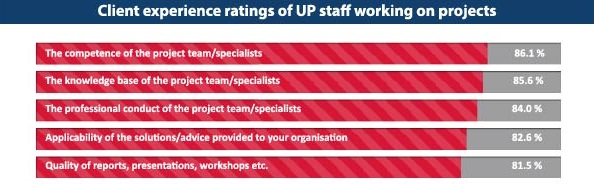 Client experience ratings of UP staff working on projects
The competence of the project team/specialists 86.1 %
The knowledge base of the project team/specialists 85.6 %
The professional conduct of the project team/specialists 84.0 %
Applicability of the solutions/advice provided to your organisation 82.6 %
Quality of reports, presentations, workshops etc. 81.5 %